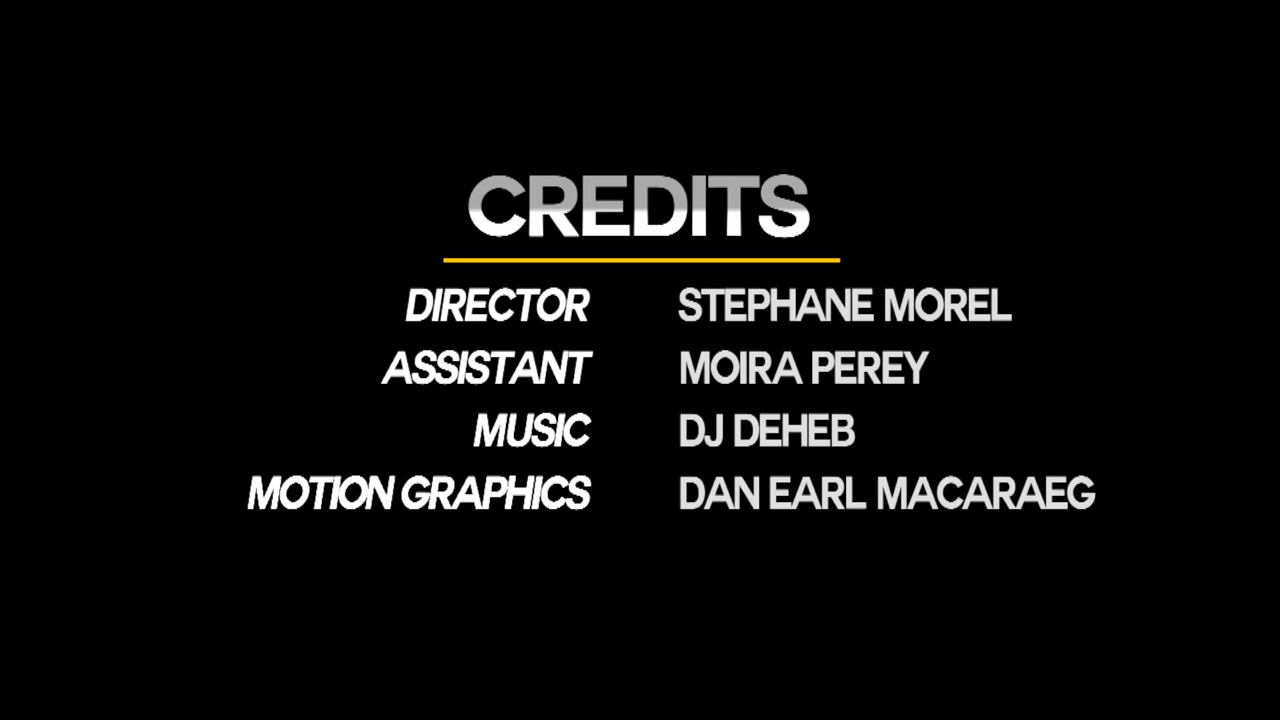 CREDITS
DIRECTOR STEPHANE MOREL
ASSISTANT MOIRA PEREY
MUSIC DJ DEHEB
MOTION GRAPHICS DAN EARL MACARAEG